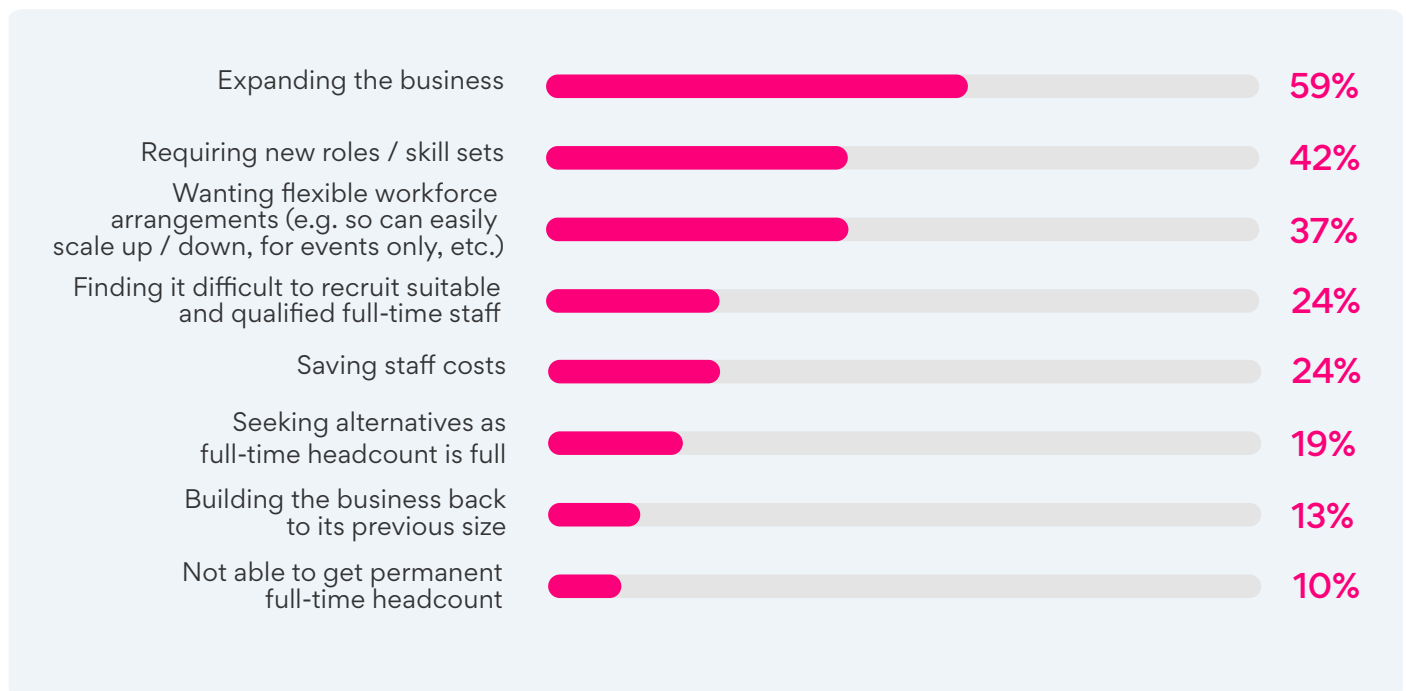 Expanding the business
59%
Requiring new roles / skill sets
42%
Wanting flexible workforce
arrangements (e.g. so can easily
scale up / down, for events only, etc.)
37%
Finding it difficult to recruit suitable
and qualified full-time staff
24%
Saving staff costs
24%
Seeking alternatives as
full-time headcount is full
19%
Building the business back
to its previous size
13%
Not able to get permanent
full-time headcount
10%